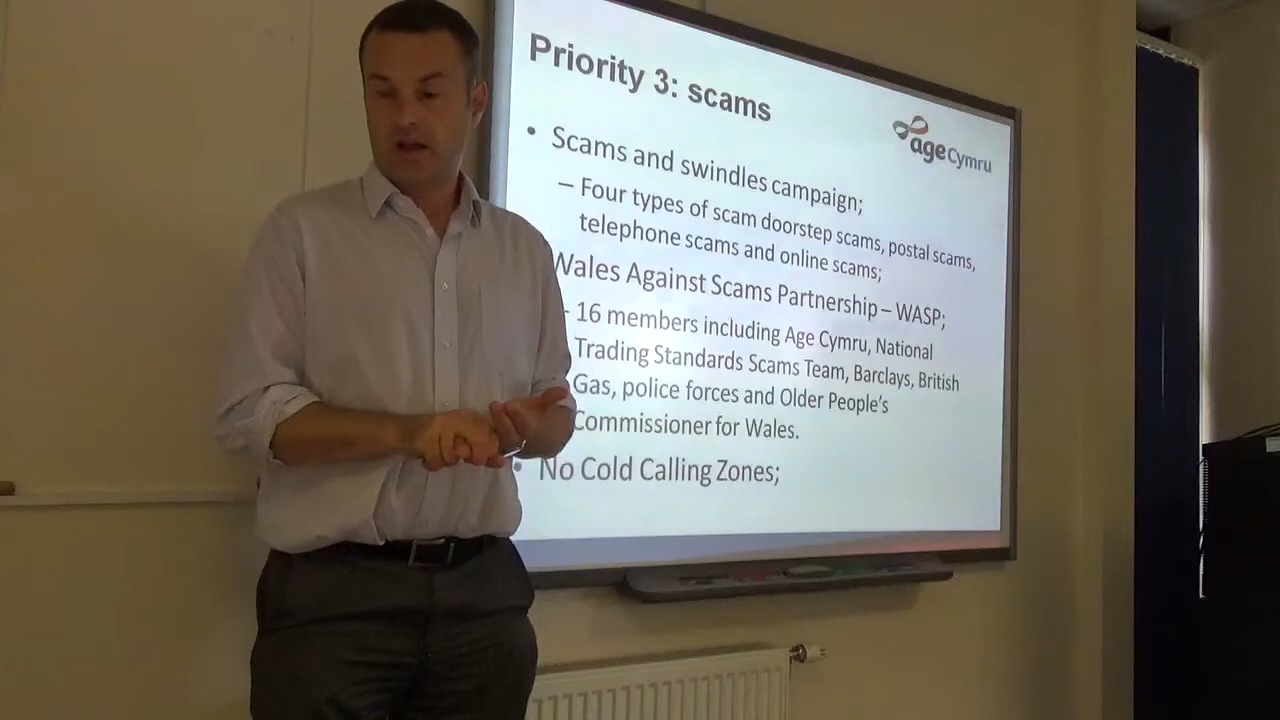 Priority 3: scams
age Cymru
• Scams and swindles campaign;
– Four types of scam doorstep scams, postal scams,
telephone scams and online scams;
Wales Against Scams Partnership – WASP;
- 16 members including Age Cymru, National
Trading Standards Scams Team, Barclays, British
Gas, police forces and Older People's
Commissioner for Wales.
• No Cold Calling Zones;